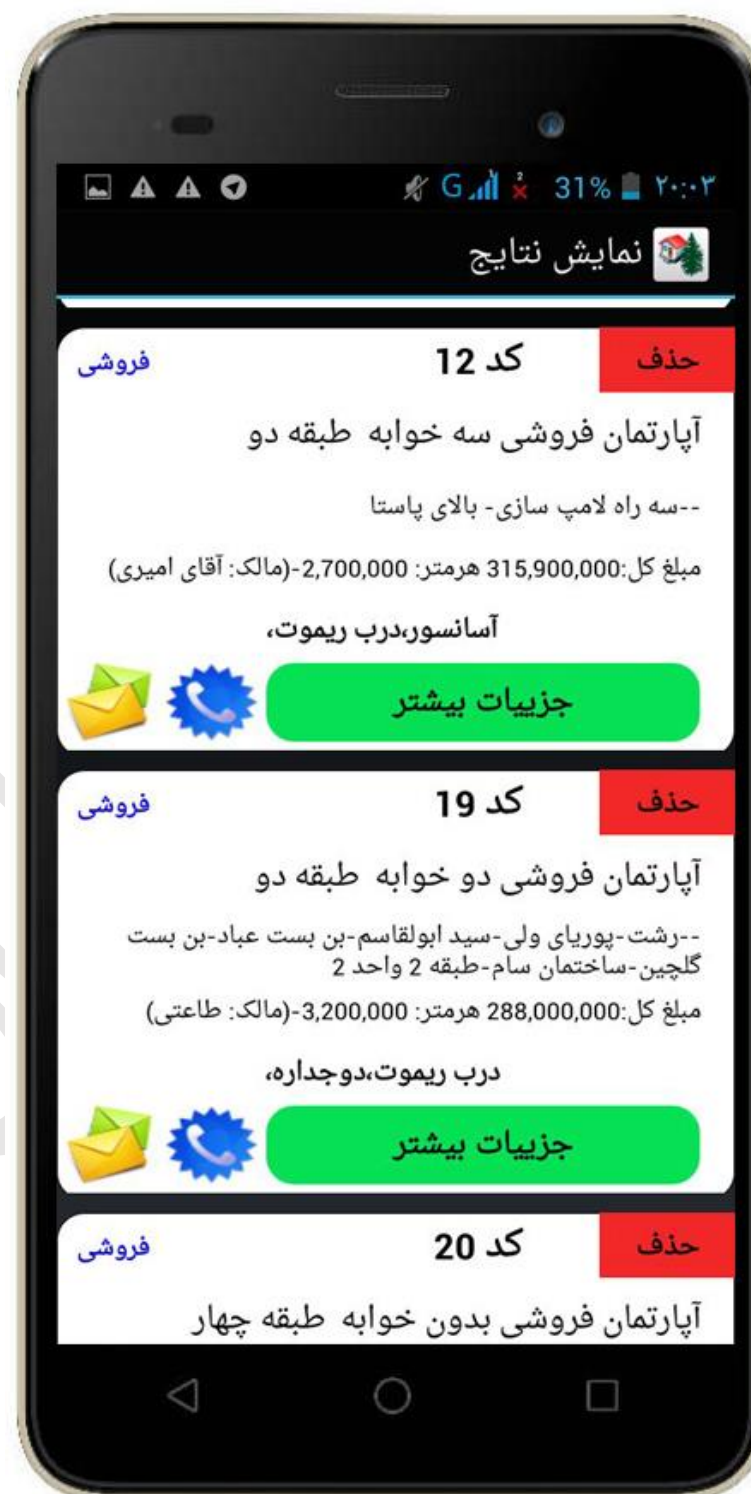 G 2 31% ۲۰:۰۳
نمایش نتایج
حذف کد 12 فروشی
آپارتمان فروشی سه خوابه طبقه دو
--سه راه لامپ سازی- بالای پاستا
مبلغ کل:315,900,000 هرمتر: 2,700,000-(مالک: آقای امیری)
آسانسور،درب ریموت،
جزییات بیشتر
حذف کد 19 فروشی
آپارتمان فروشی دو خوابه طبقه دو
--رشت-پوریای ولی-سید ابولقاسم-بن بست عباد-بن بست
گلچین-ساختمان سام-طبقه 2 واحد 2
مبلغ کل:288,000,000 هرمتر: 3,200,000-(مالک: طاعتی)
درب ریموت،دوجداره،
جزییات بیشتر
حذف کد 20 فروشی
آپارتمان فروشی بدون خوابه طبقه چهار